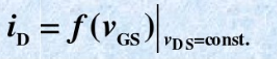 i_D = f(v_GS)|_{v_DS=const.}